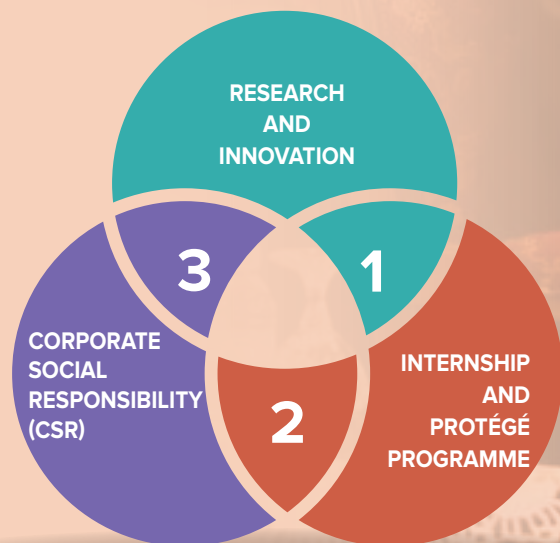 RESEARCH
AND
INNOVATION
3
1
CORPORATE
SOCIAL
RESPONSIBILITY
(CSR)
INTERNSHIP
AND
PROTÉGÉ
PROGRAMME
2